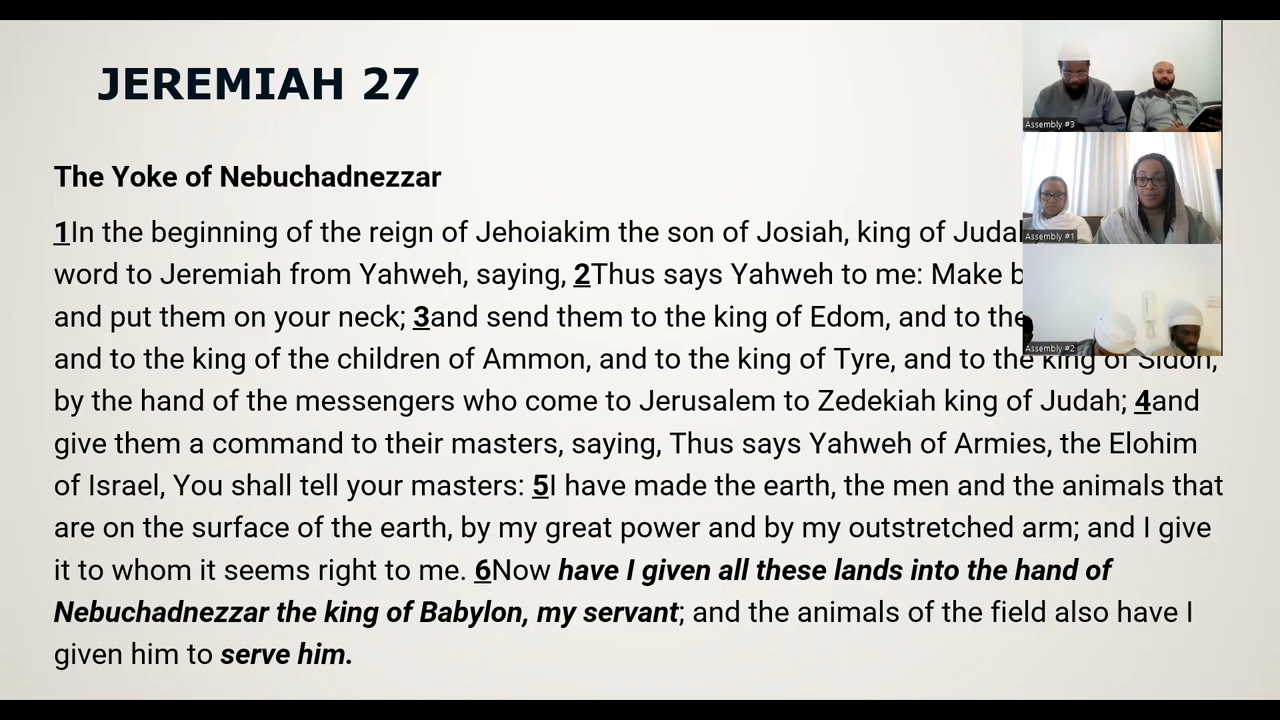 JEREMIAH 27
The Yoke of Nebuchadnezzar
1In the beginning of the reign of Jehoiakim the son of Josiah, king of
word to Jeremiah from Yahweh, saying, 2Thus says Yahweh to me: Make
and put them on your neck; 3and send them to the king of Edom, and to the
and to the king of the children of Ammon, and to the king of Tyre, and to the king of Sidon,
by the hand of the messengers who come to Jerusalem to Zedekiah king of Judah; 4and
give them a command to their masters, saying, Thus says Yahweh of Armies, the Elohim
of Israel, You shall tell your masters: 5I have made the earth, the men and the animals that
are on the surface of the earth, by my great power and by my outstretched arm; and I give
it to whom it seems right to me. 6Now have I given all these lands into the hand of
Nebuchadnezzar the king of Babylon, my servant; and the animals of the field also have I
given him to serve him.
Assembly #3
Assembly #1
Assembly #2